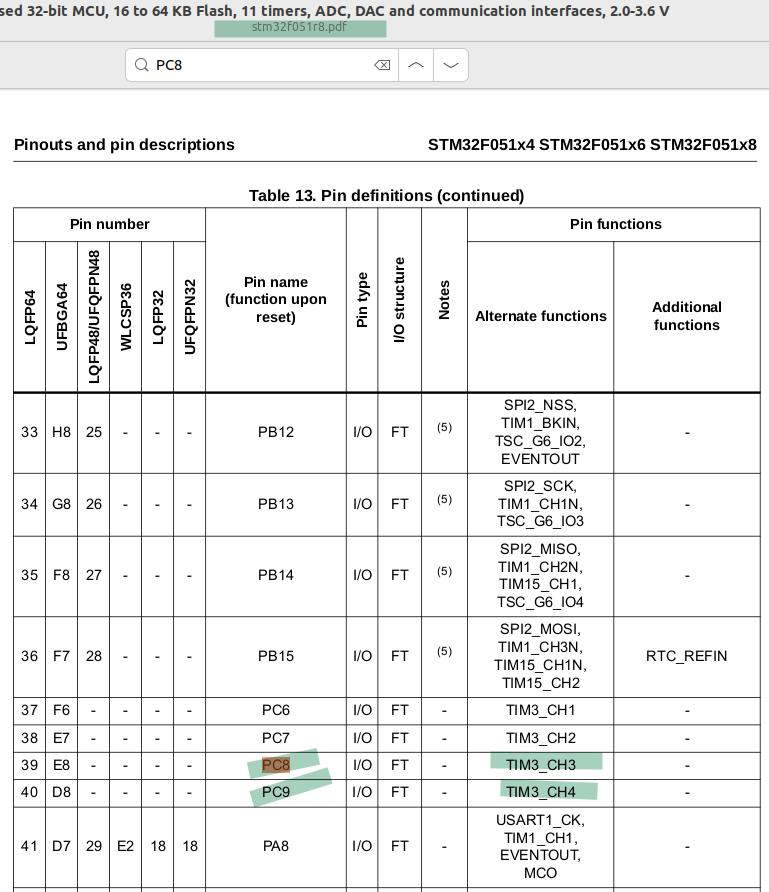 sed 32-bit MCU, 16 to 64 KB Flash, 11 timers, ADC, DAC and communication interfaces, 2.0-3.6 V
stm32f051r8.pdf
PC8
Pinouts and pin descriptions STM32F051x4 STM32F051x6 STM32F051x8
Table 13. Pin definitions (continued)
Pin number Pin functions
LQFP64 UFBGA64 LQFP48/UFQFPN48 WLCSP36 LQFP32 UFQFPN32 Pin name
(function upon
reset) Pin type I/O structure Notes Alternate functions Additional
functions
33 H8 25 - - - PB12 I/O FT (5) SPI2_NSS,
TIM1_BKIN,
TSC_G6_IO2,
EVENTOUT -
34 G8 26 - - - PB13 I/O FT (5) SPI2_SCK,
TIM1_CH1N,
TSC_G6_IO3 -
35 F8 27 - - - PB14 I/O FT (5) SPI2_MISO,
TIM1_CH2N,
TIM15_CH1,
TSC_G6_IO4 -
36 F7 28 - - - PB15 I/O FT (5) SPI2_MOSI,
TIM1_CH3N,
TIM15_CH1N,
TIM15_CH2 RTC_REFIN
37 F6 - - - - PC6 I/O FT - TIM3_CH1 -
38 E7 - - - - PC7 I/O FT - TIM3_CH2 -
39 E8 - - - - PC8 I/O FT - TIM3_CH3 -
40 D8 - - - - PC9 I/O FT - TIM3_CH4 -
41 D7 29 E2 18 18 PA8 I/O FT - USART1_CK,
TIM1_CH1,
EVENTOUT,
MCO -